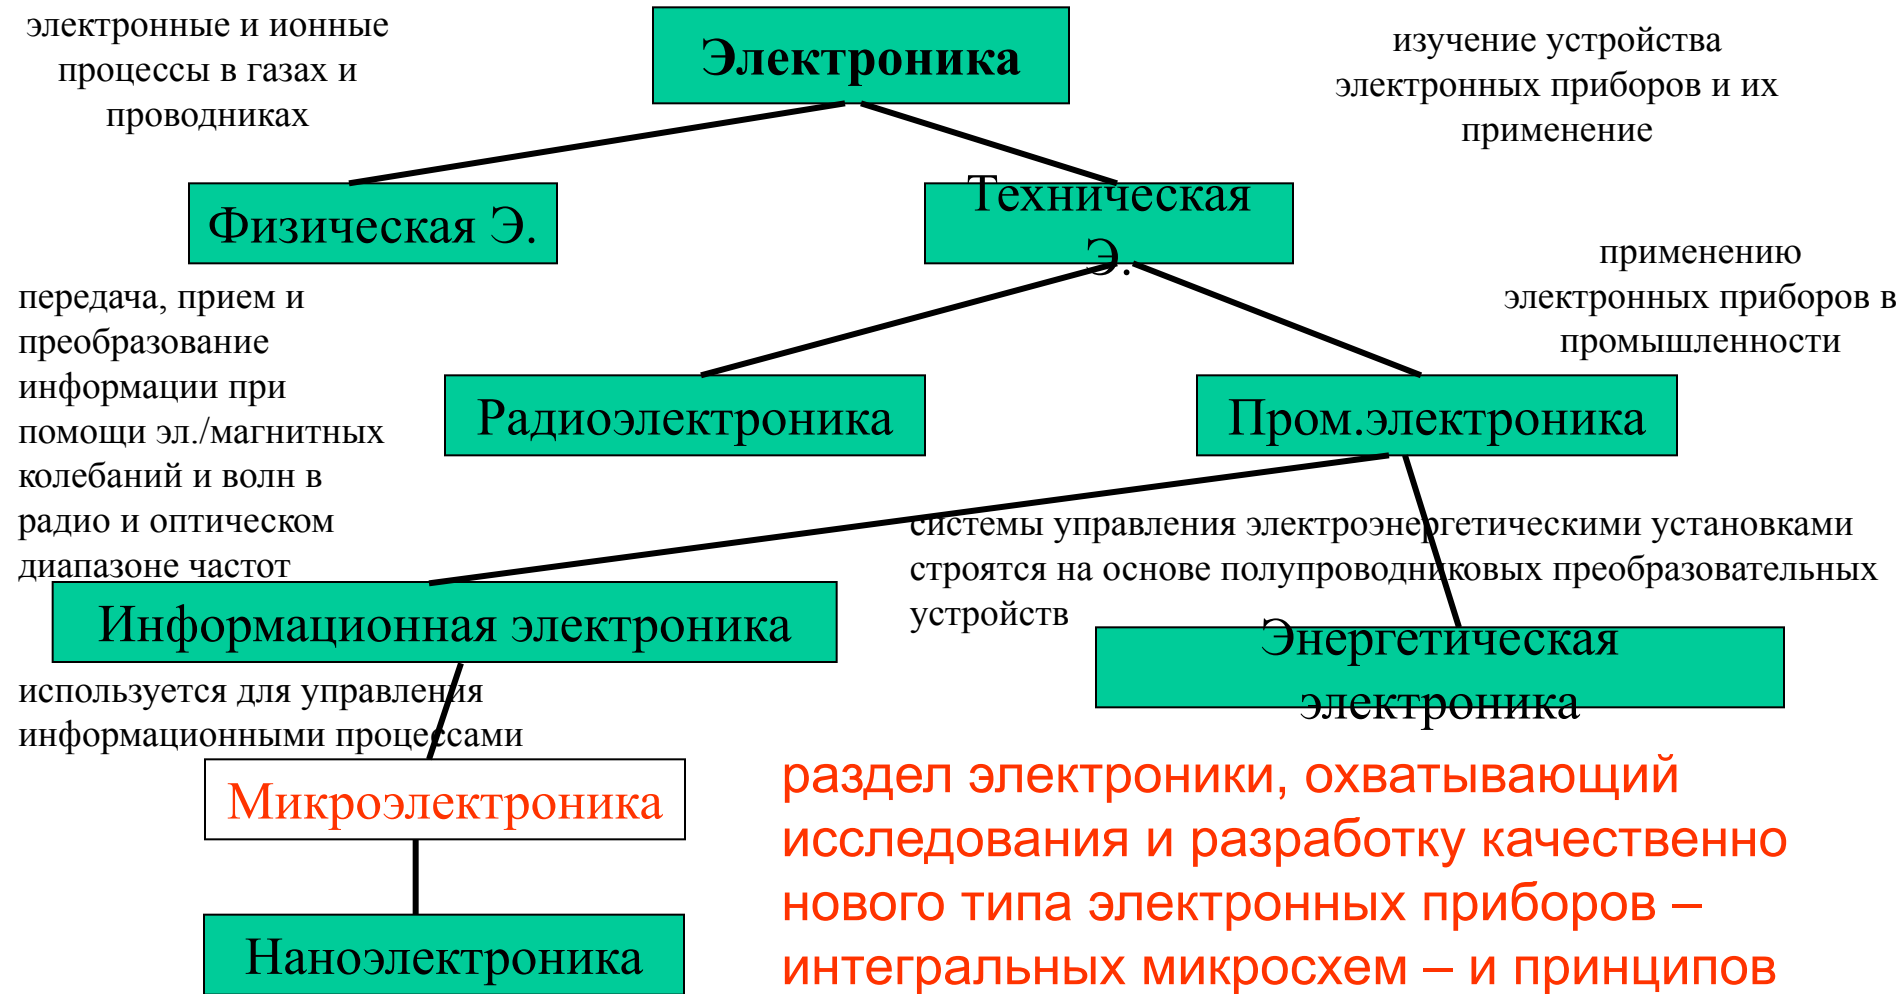 электронные и ионные
процессы в газах и
проводниках
Электроника
изучение устройства
электронных приборов и их
применение
Физическая Э.
Техническая
Э.
применению
электронных приборов в
промышленности
передача, прием и
преобразование
информации при
помощи эл./магнитных
колебаний и волн в
радио и оптическом
диапазоне частот
Радиоэлектроника
Пром.электроника
системы управления электроэнергетическими установками
строятся на основе полупроводниковых преобразовательных
устройств
Информационная электроника
Энергетическая
электроника
используется для управления
информационными процессами
Микроэлектроника
раздел электроники, охватывающий
исследования и разработку качественно
нового типа электронных приборов –
интегральных микросхем – и принципов
Наноэлектроника